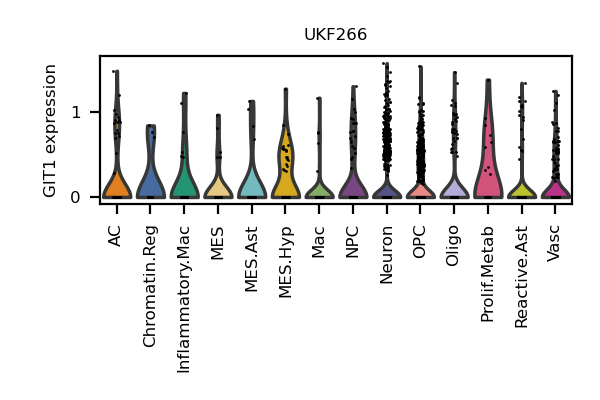 UKF266
GIT1 expression
1
0
AC
Chromatin.Reg
Inflammatory.Mac
MES
MES.Ast
MES.Hyp
Mac
NPC
Neuron
OPC
Oligo
Prolif.Metab
Reactive.Ast
Vasc